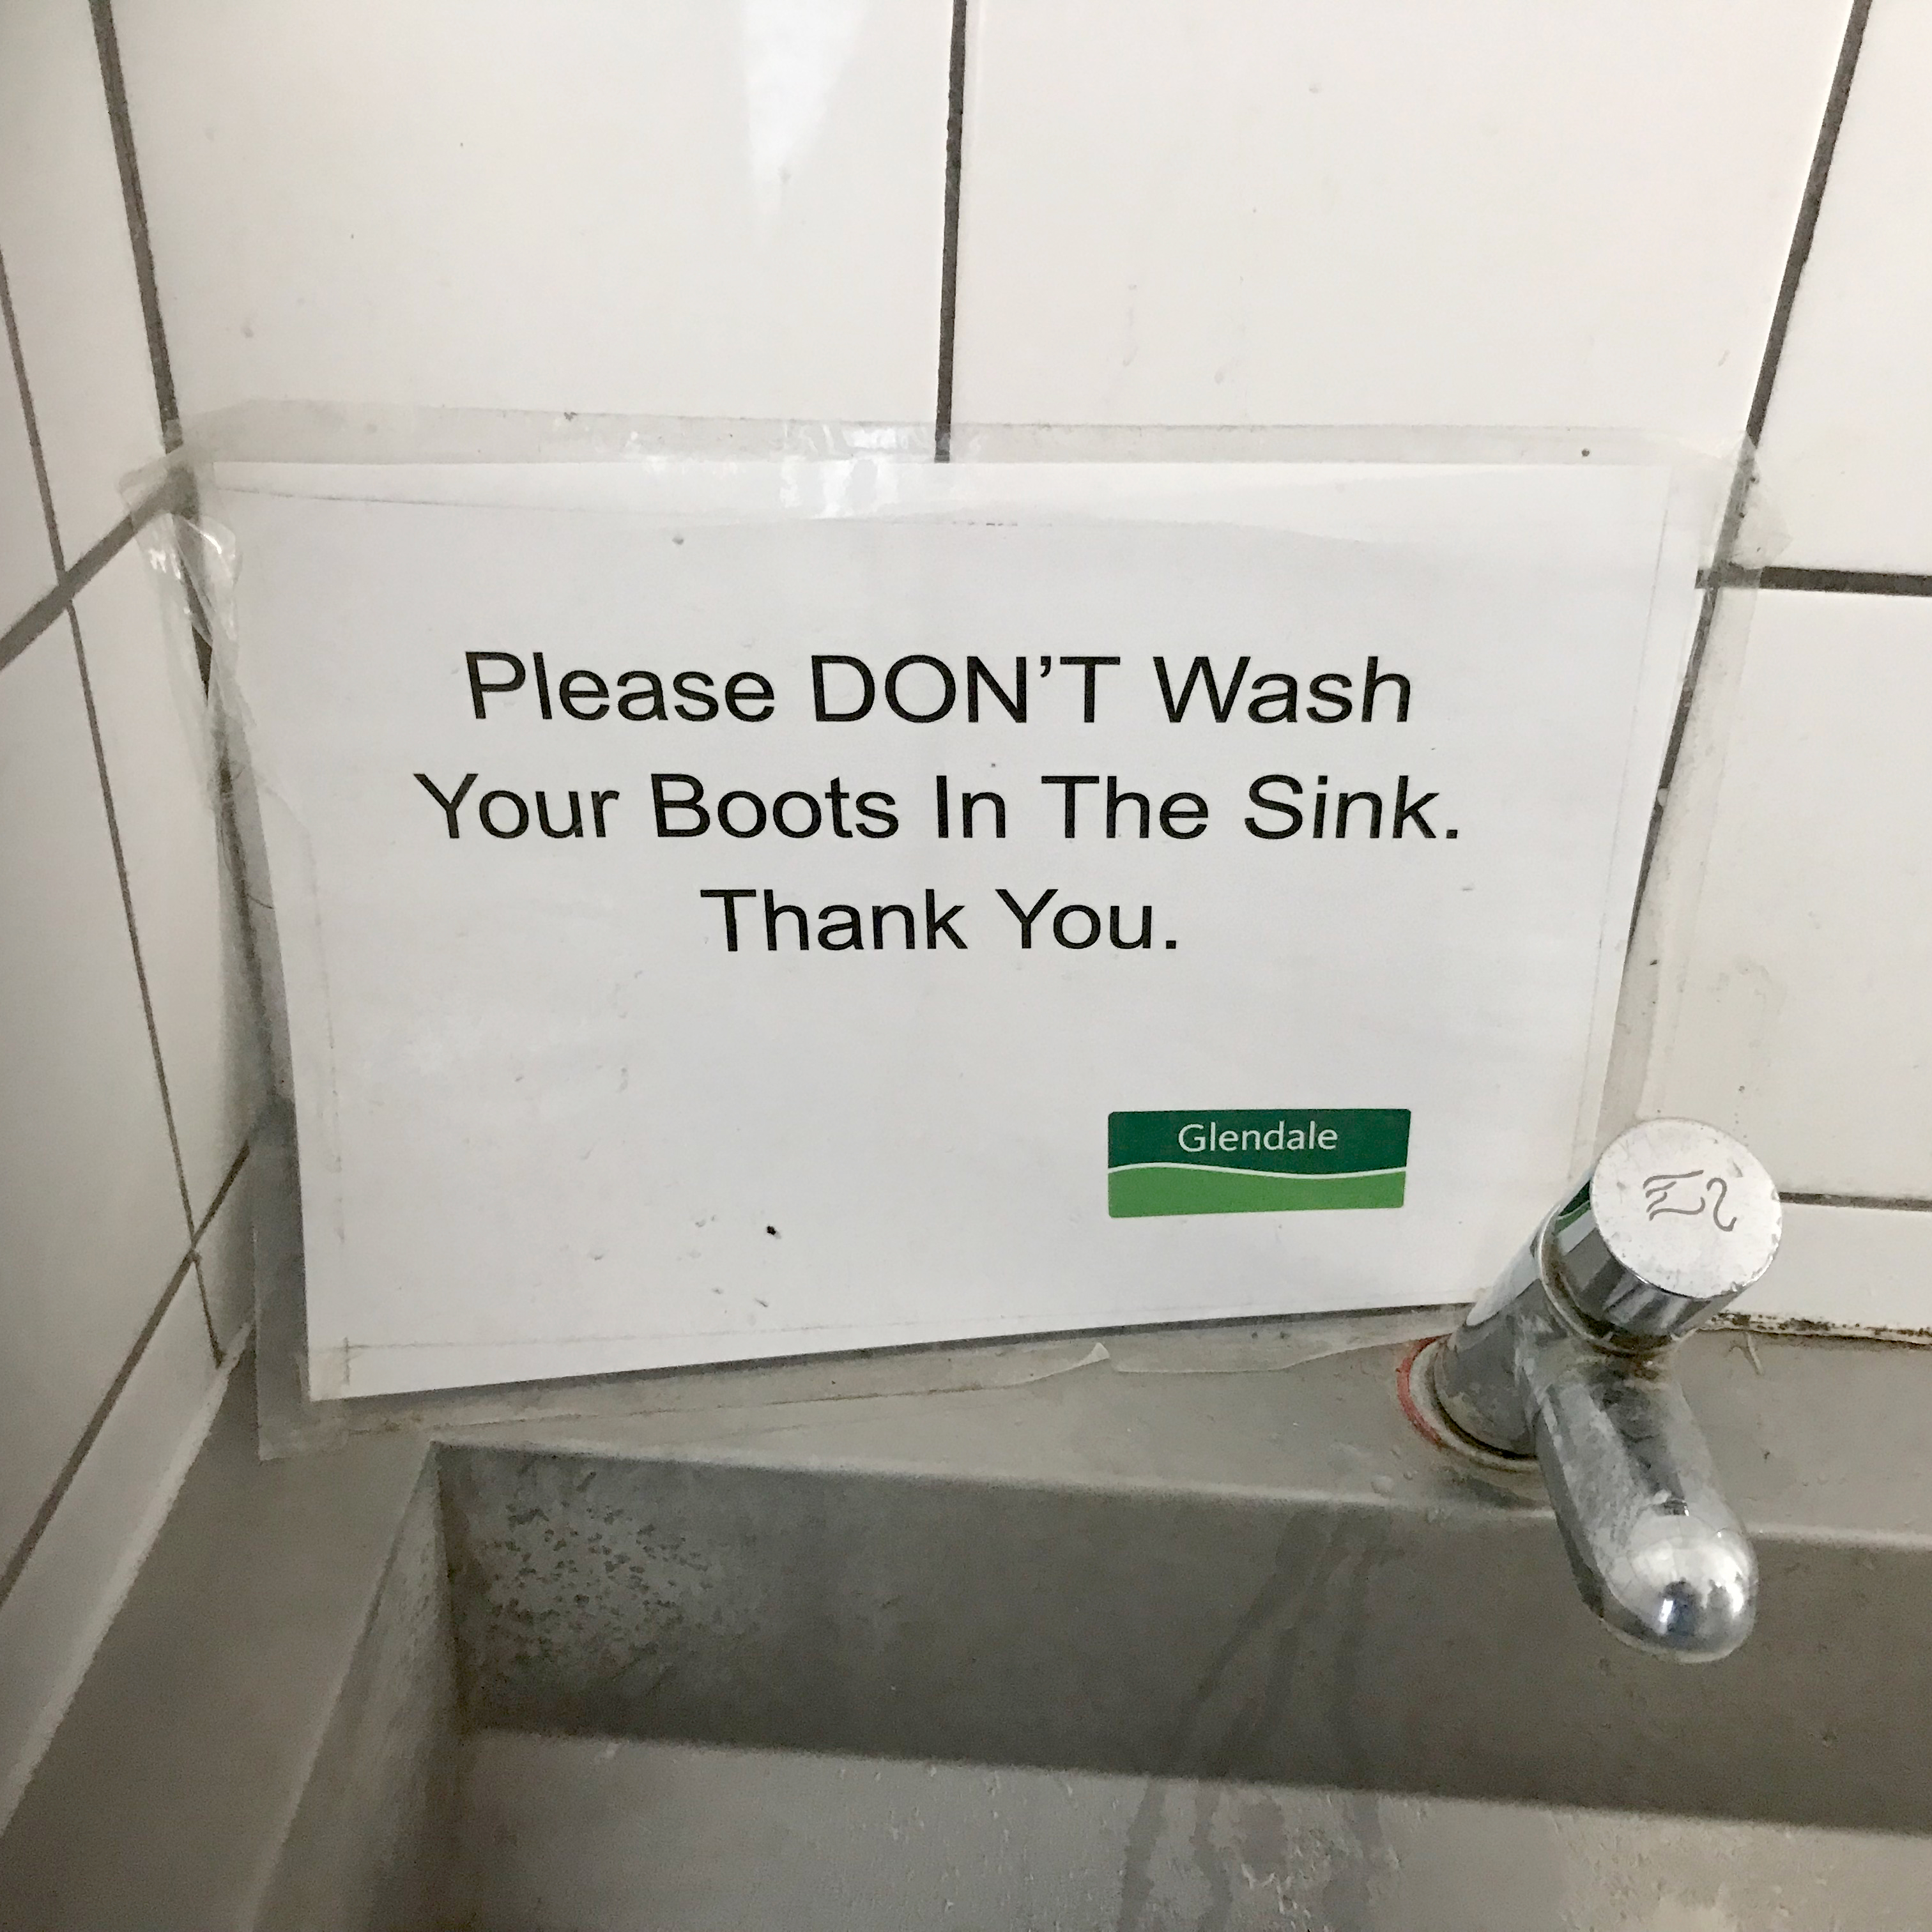 Please DON'T Wash
Your Boots In The Sink.
Thank You.
Glendale